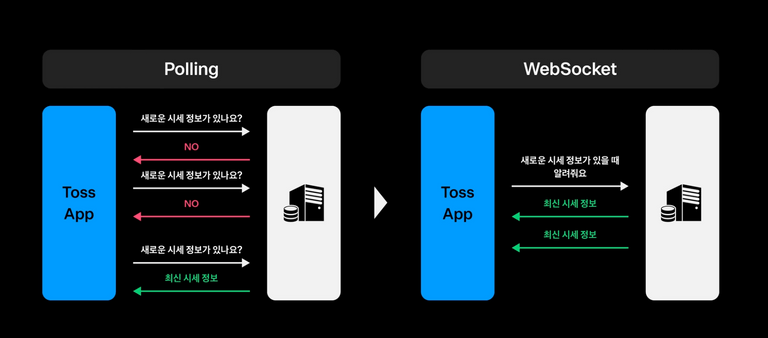 Polling
Toss
App
새로운 시세 정보가 있나요?
NO
새로운 시세 정보가 있나요?
NO
새로운 시세 정보가 있나요?
최신 시세 정보
WebSocket
Toss
App
새로운 시세 정보가 있을 때
알려줘요
최신 시세 정보
최신 시세 정보